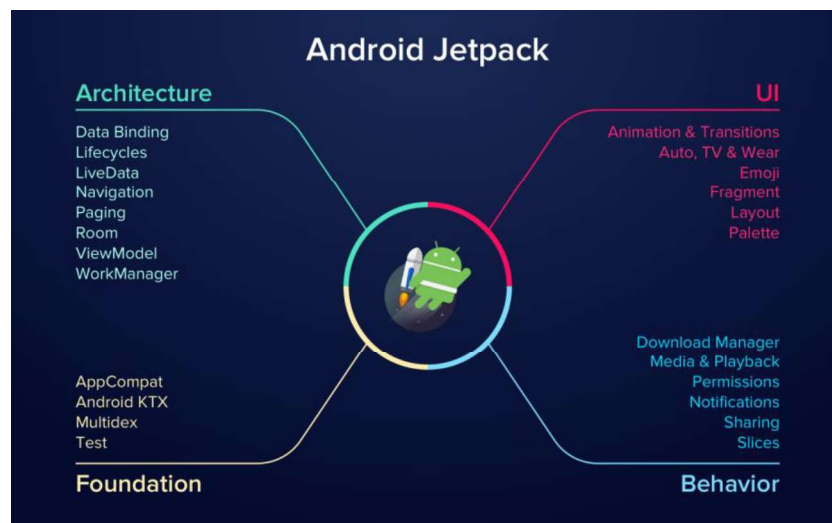 Android Jetpack
Architecture
Data Binding
Lifecycles
LiveData
Navigation
Paging
Room
ViewModel
WorkManager
UI
Animation & Transitions
Auto, TV & Wear
Emoji
Fragment
Layout
Palette
AppCompat
Android KTX
Multidex
Test
Foundation
Download Manager
Media & Playback
Permissions
Notifications
Sharing
Slices
Behavior